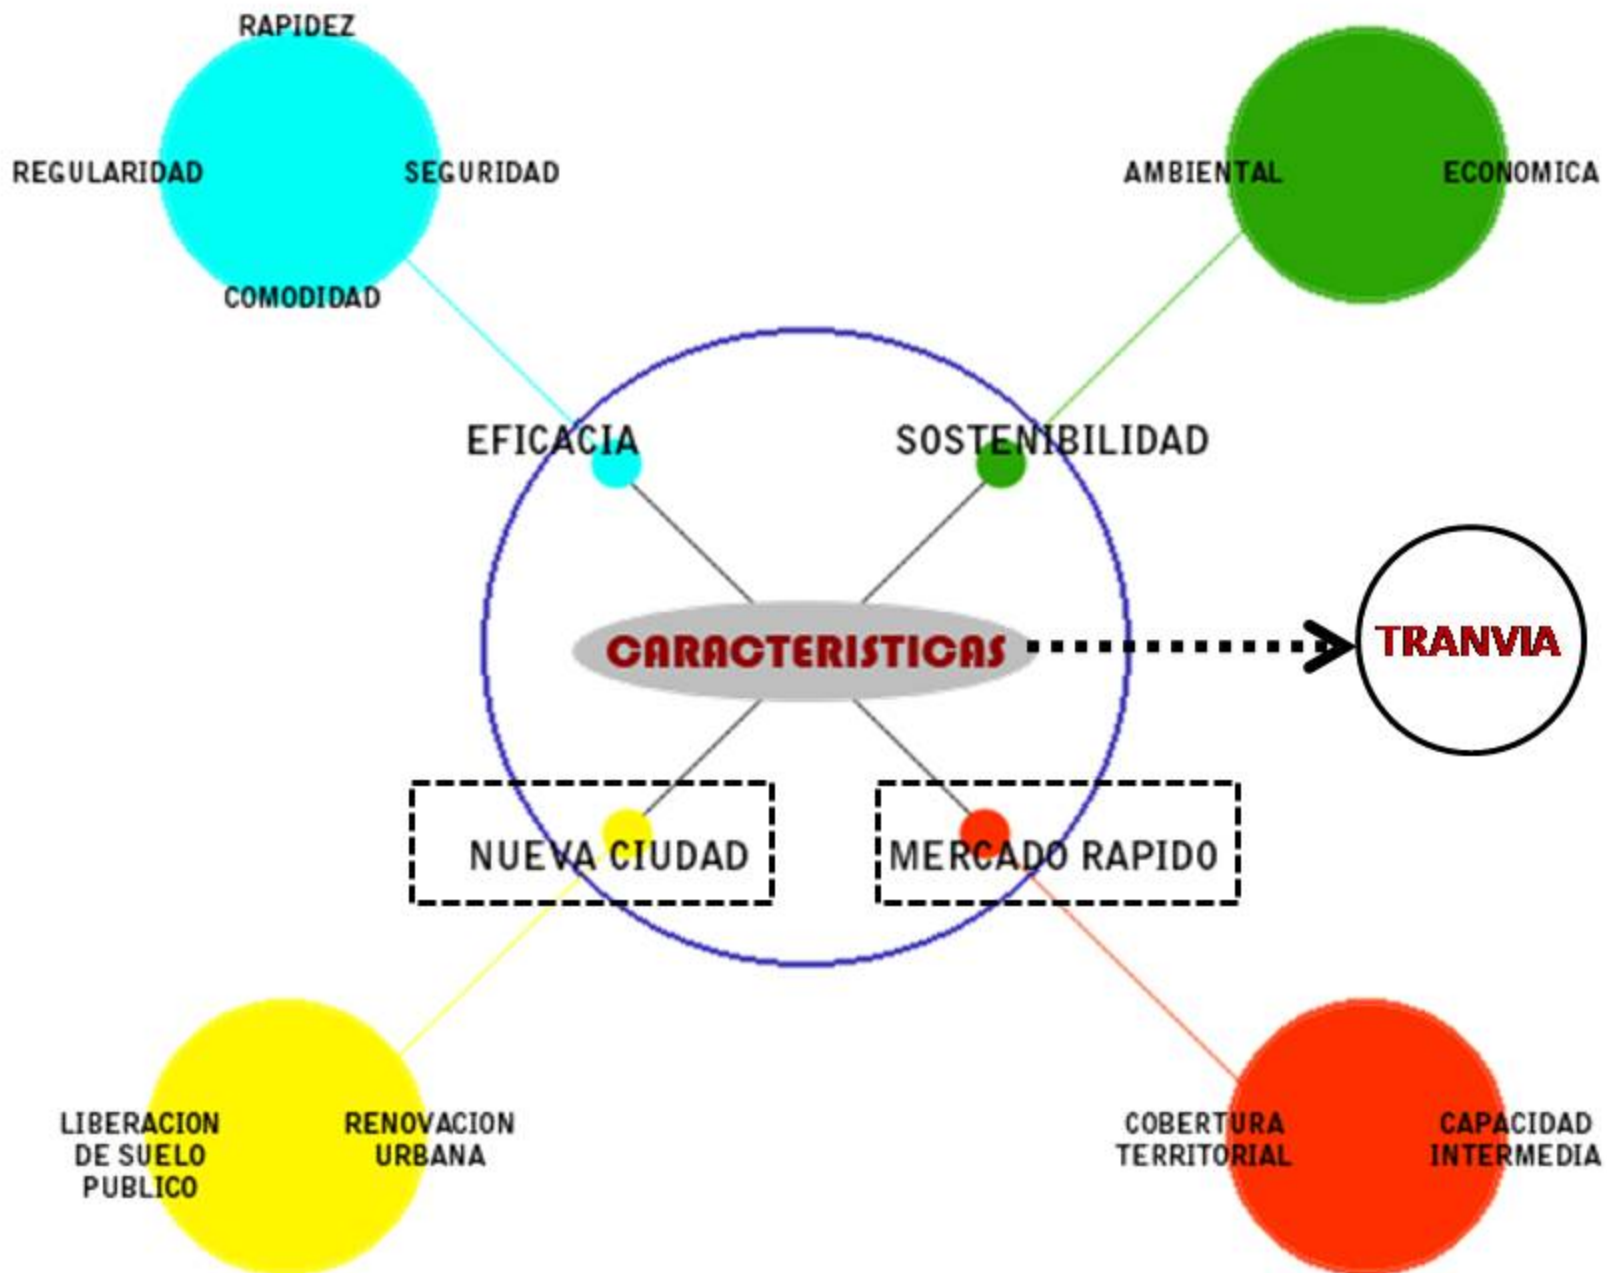 RAPIDEZ
REGULARIDAD
SEGURIDAD
COMODIDAD
AMBIENTAL
ECONOMICA
EFICACIA
SOSTENIBILIDAD
CARACTERISTICAS
TRANVIA
NUEVA CIUDAD
MERCADO RAPIDO
LIBERACION
DE SUELO
PUBLICO
RENOVACION
URBANA
COBERTURA
TERRITORIAL
CAPACIDAD
INTERMEDIA